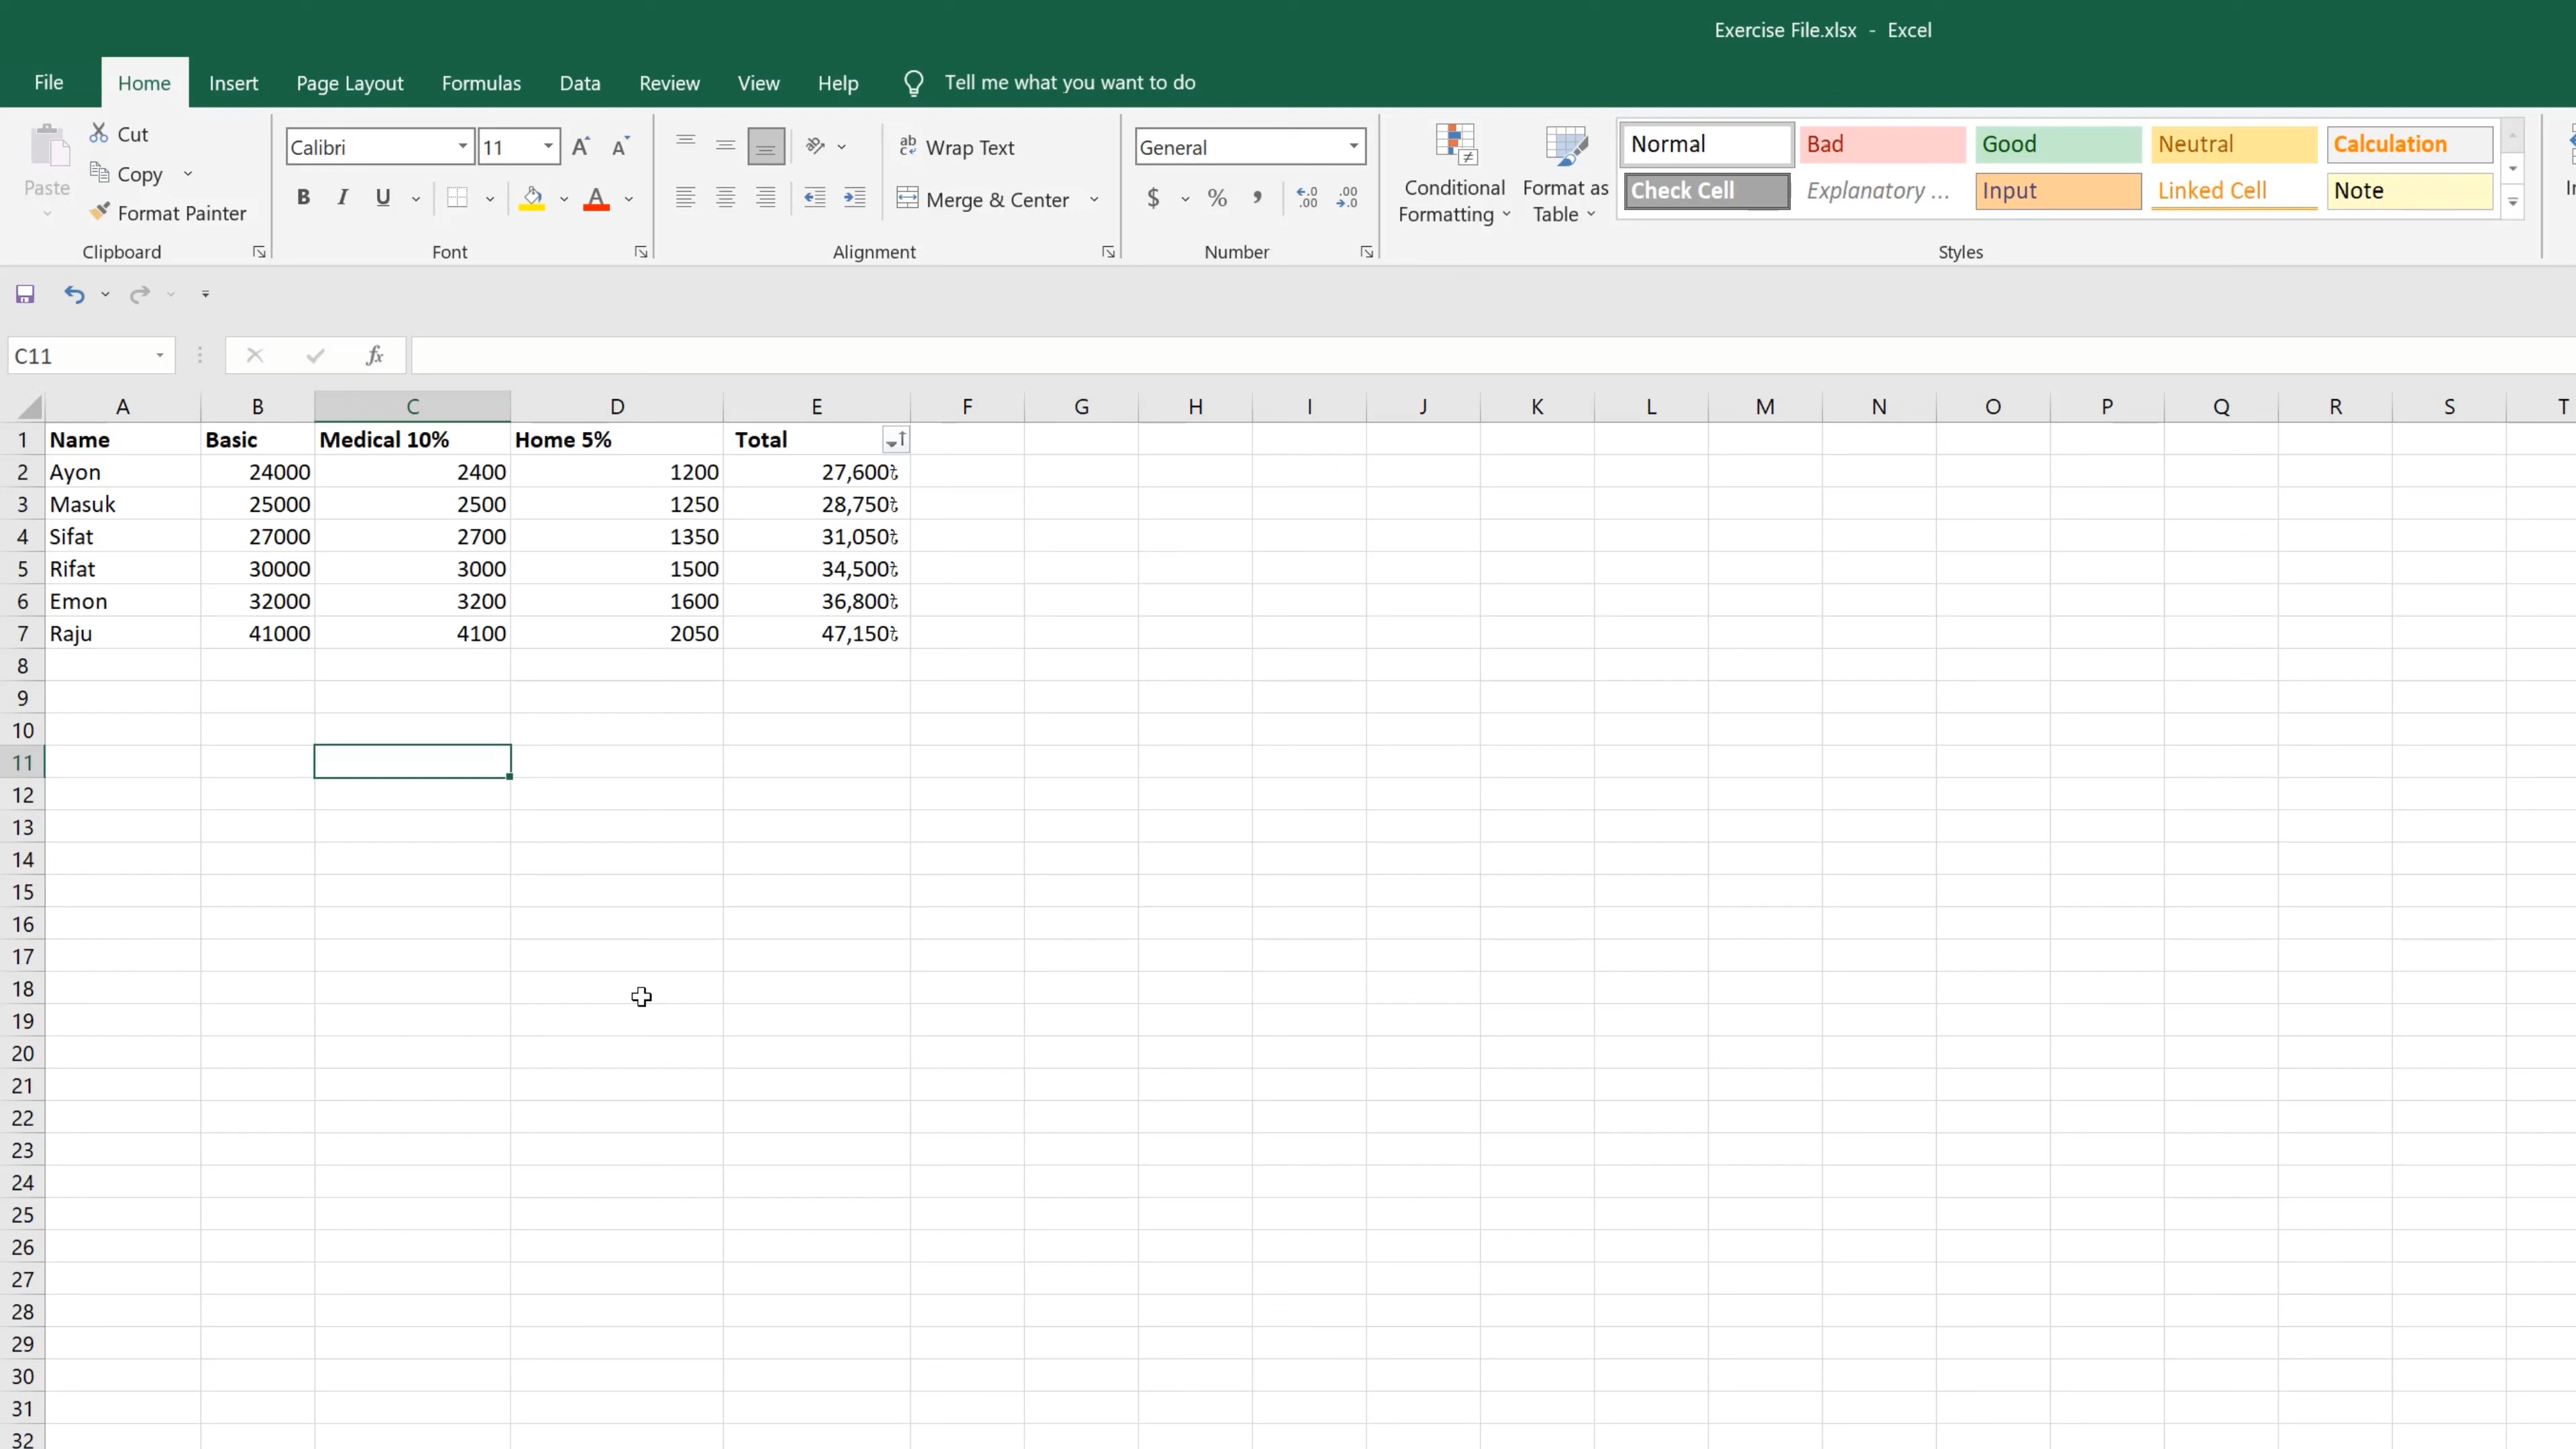 Exercise File.xlsx - Excel
File Home Insert Page Layout Formulas Data Review View Help Tell me what you want to do
Paste
Cut
Copy
Format Painter
Clipboard
Calibri 11
B I U
Font
Wrap Text
Merge & Center
Alignment
General
$ % ,
Number
Conditional Formatting
Format as Table
Normal Bad Good Neutral Calculation
Check Cell Explanatory ... Input Linked Cell Note
Styles
C11 fx
A B C D E F G H I J K L M N O P Q R S T
1 Name Basic Medical 10% Home 5% Total
2 Ayon 24000 2400 1200 27,600৳
3 Masuk 25000 2500 1250 28,750৳
4 Sifat 27000 2700 1350 31,050৳
5 Rifat 30000 3000 1500 34,500৳
6 Emon 32000 3200 1600 36,800৳
7 Raju 41000 4100 2050 47,150৳
8
9
10
11
12
13
14
15
16
17
18
19
20
21
22
23
24
25
26
27
28
29
30
31
32